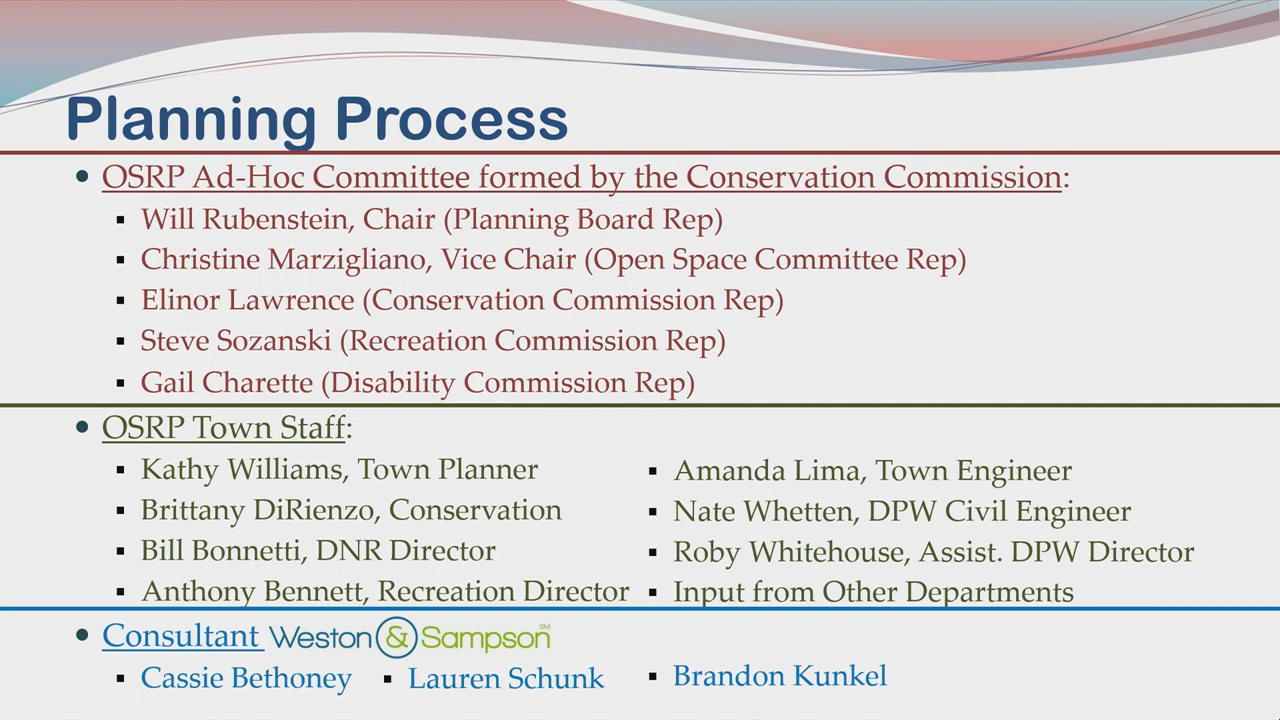 Planning Process
• OSRP Ad-Hoc Committee formed by the Conservation Commission:
▪ Will Rubenstein, Chair (Planning Board Rep)
▪ Christine Marzigliano, Vice Chair (Open Space Committee Rep)
▪ Elinor Lawrence (Conservation Commission Rep)
▪ Steve Sozanski (Recreation Commission Rep)
▪ Gail Charette (Disability Commission Rep)
• OSRP Town Staff:
▪ Kathy Williams, Town Planner
▪ Brittany DiRienzo, Conservation
▪ Bill Bonnetti, DNR Director
▪ Anthony Bennett, Recreation Director
▪ Amanda Lima, Town Engineer
▪ Nate Whetten, DPW Civil Engineer
▪ Roby Whitehouse, Assist. DPW Director
▪ Input from Other Departments
• Consultant Weston & Sampson℠
▪ Cassie Bethoney ▪ Lauren Schunk ▪ Brandon Kunkel